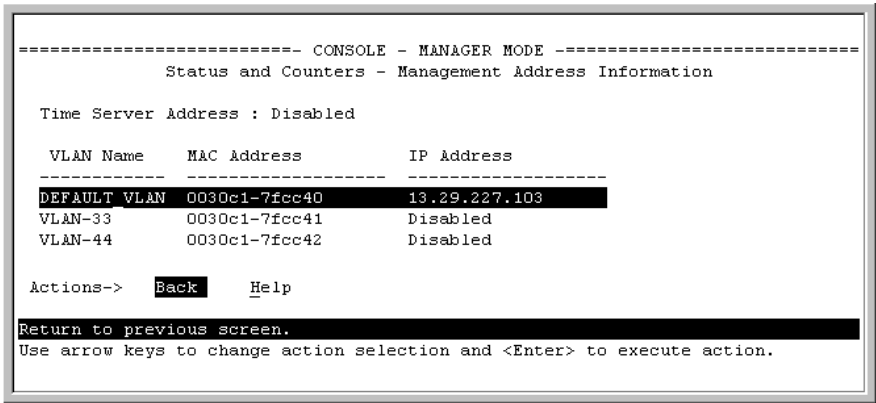 ===========================- CONSOLE - MANAGER MODE -============================
Status and Counters - Management Address Information
Time Server Address : Disabled
VLAN Name MAC Address IP Address
------------ ------------------- -------------------
DEFAULT_VLAN 0030c1-7fcc40 13.29.227.103
VLAN-33 0030c1-7fcc41 Disabled
VLAN-44 0030c1-7fcc42 Disabled
Actions-> Back Help
Return to previous screen.
Use arrow keys to change action selection and <Enter> to execute action.